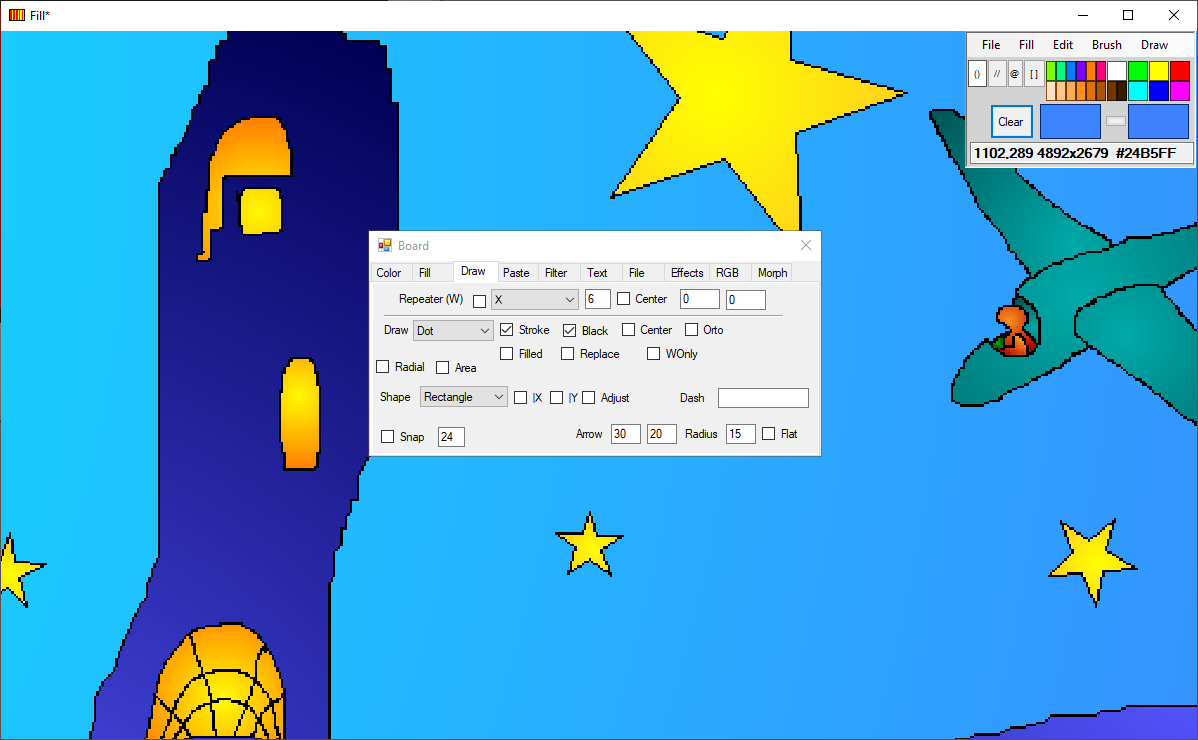 Fill*
File Fill Edit Brush Draw
() // @ [ ]
Clear
1102,289 4892x2679 #24B5FF
Board
Color Fill Draw Paste Filter Text File Effects RGB Morph
Repeater (W) X 6 Center 0 0
Draw Dot Stroke Black Center Orto
Filled Replace WOnly
Radial Area
Shape Rectangle |X |Y Adjust Dash
Snap 24 Arrow 30 20 Radius 15 Flat